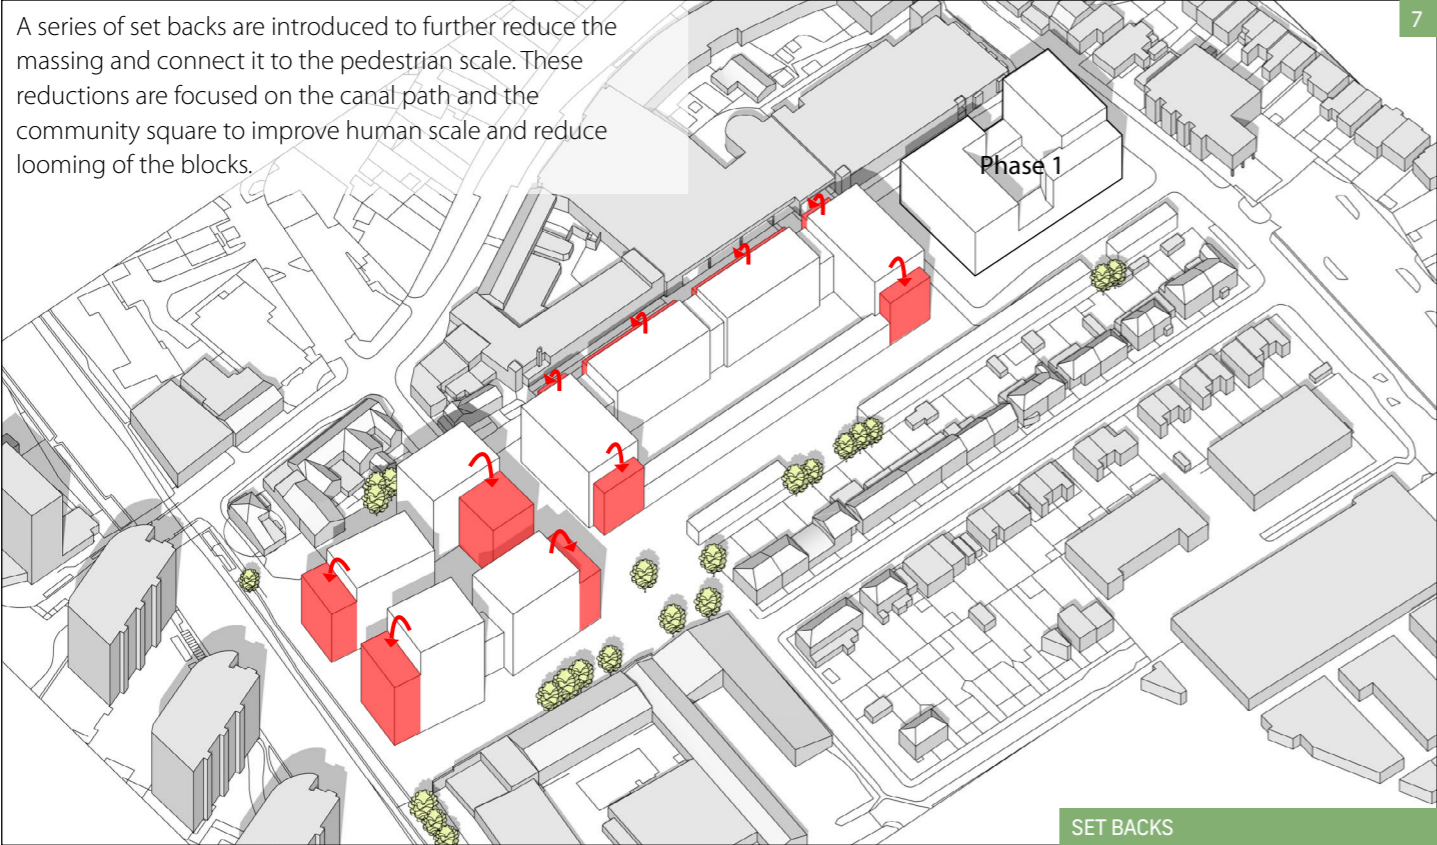 A series of set backs are introduced to further reduce the
massing and connect it to the pedestrian scale. These
reductions are focused on the canal path and the
community square to improve human scale and reduce
looming of the blocks.
7
Phase 1
SET BACKS